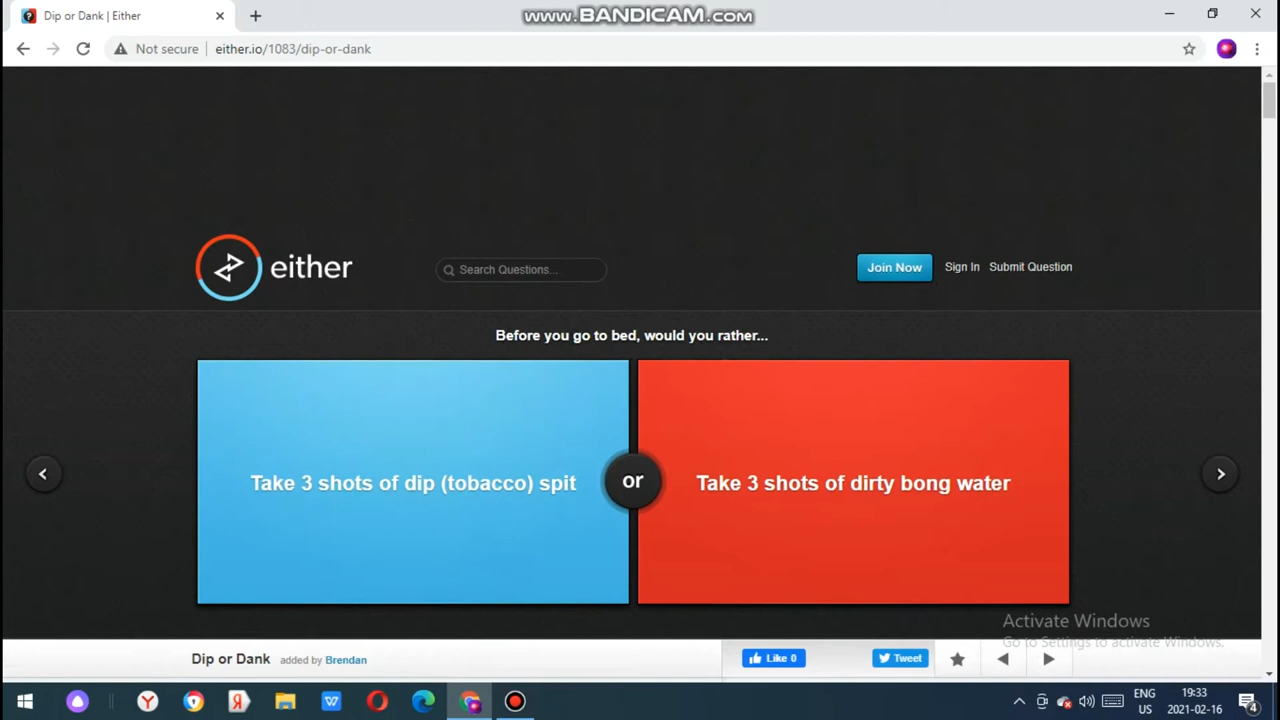 Dip or Dank | Either
www.BANDICAM.com
Not secure
either.io/1083/dip-or-dank
either
Search Questions...
Join Now
Sign In
Submit Question
Before you go to bed, would you rather...
Take 3 shots of dip (tobacco) spit
or
Take 3 shots of dirty bong water
Activate Windows
Go to Settings to activate Windows.
Dip or Dank added by Brendan
Like 0
Tweet
ENG
US
19:33
2021-02-16
4